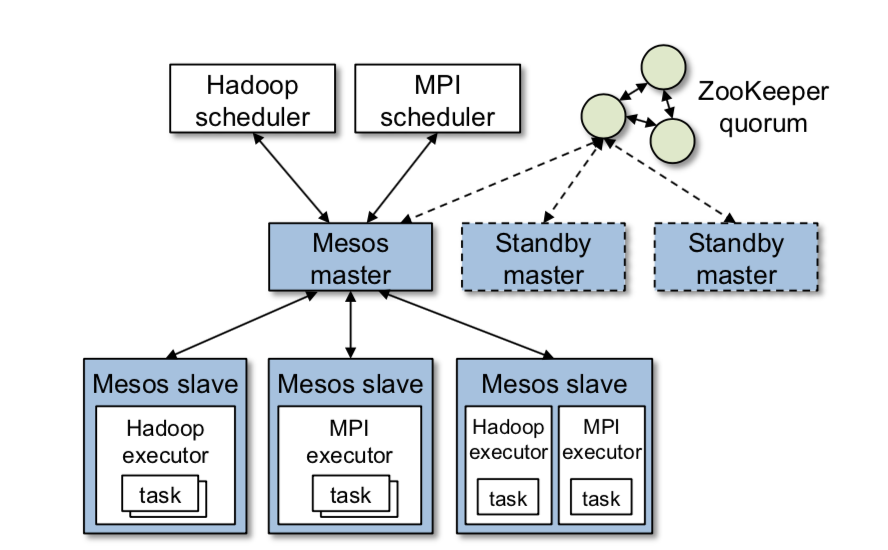 Hadoop
scheduler
MPI
scheduler
ZooKeeper
quorum
Mesos
master
Standby
master
Standby
master
Mesos slave
Hadoop
executor
task
Mesos slave
MPI
executor
task
Mesos slave
Hadoop
executor
task
MPI
executor
task